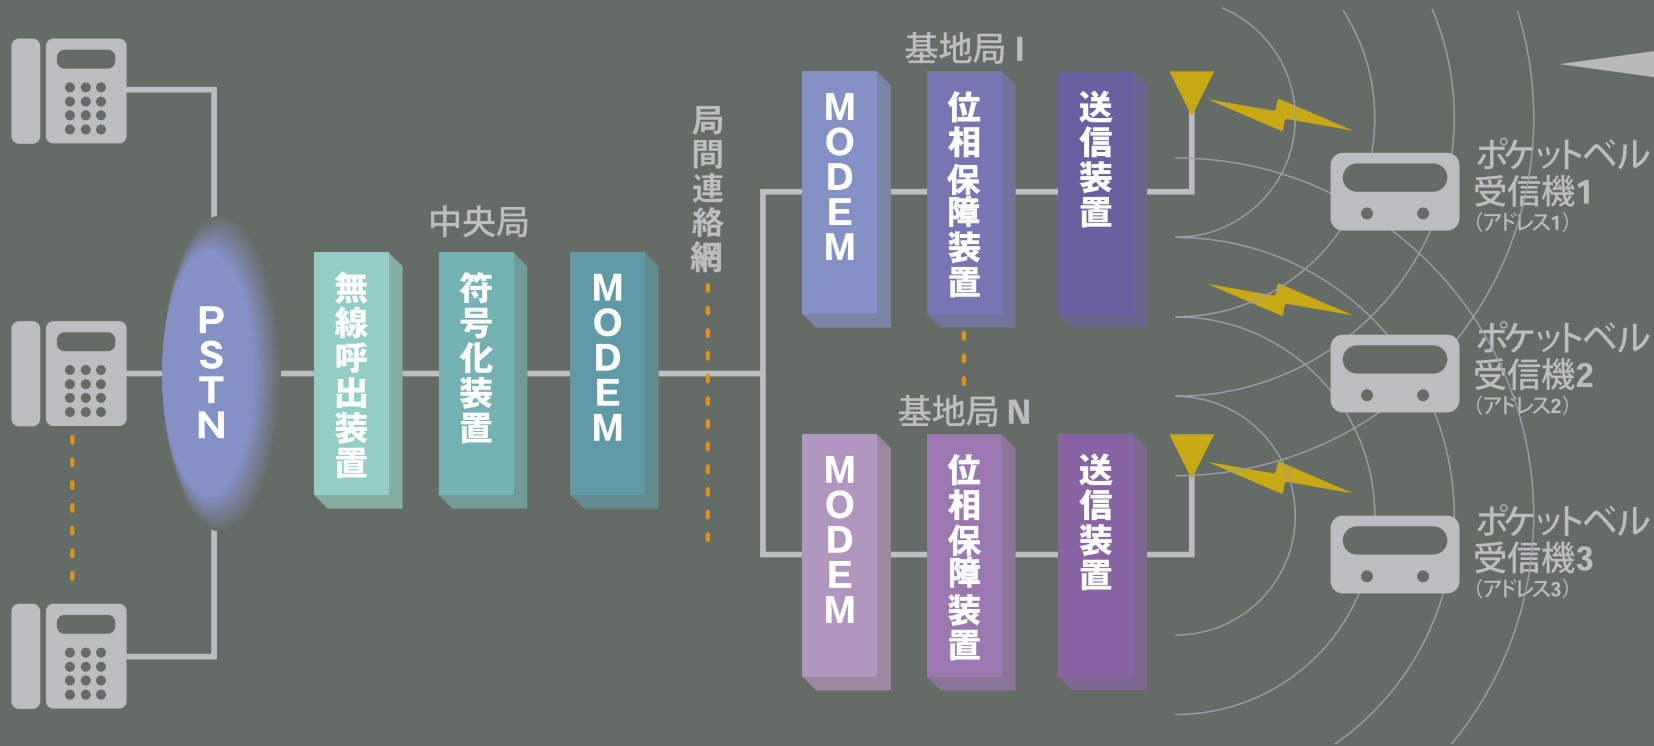 PSTN
中央局
無線呼出装置
符号化装置
MODEM
局間連絡網
基地局 I
MODEM
位相保障装置
送信装置
基地局 N
MODEM
位相保障装置
送信装置
ポケットベル
受信機1
(アドレス1)
ポケットベル
受信機2
(アドレス2)
ポケットベル
受信機3
(アドレス3)